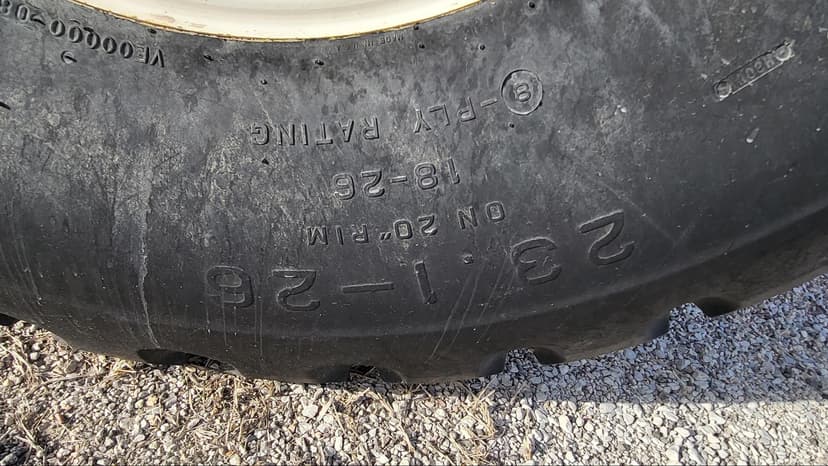 23.1-26
ON 20" RIM
18-26
8-PLY RATING